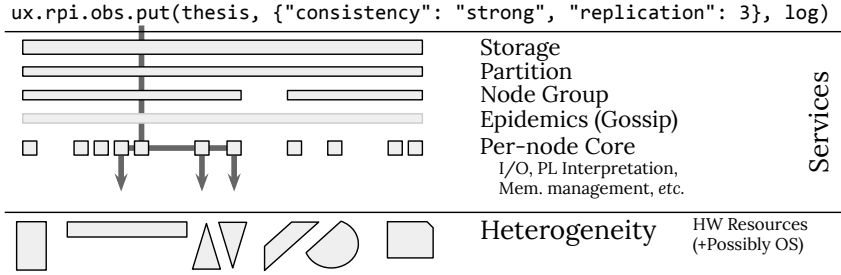 ux.rpi.obs.put(thesis, {"consistency": "strong", "replication": 3}, log)
Storage
Partition
Node Group
Epidemics (Gossip)
Per-node Core
I/O, PL Interpretation,
Mem. management, etc.
Services
Heterogeneity
HW Resources
(+Possibly OS)